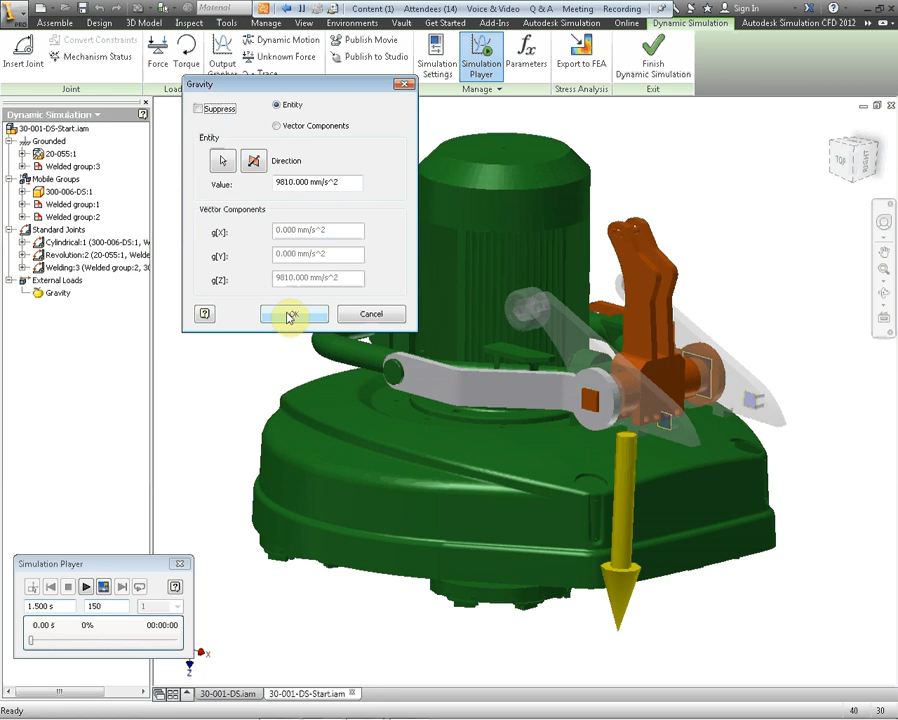 Material
Content (1) Attendees (14) Voice & Video Q & A Meeting Recording
Sign In
PRO
Assembly Design 3D Model Inspect Tools Manage View Environments Vault Get Started Add-Ins Autodesk Simulation Online Dynamic Simulation Autodesk Simulation CFD 2012
Insert Joint
Convert Constraints
Mechanism Status
Joint
Force Torque
Output
Dynamic Motion
Unknown Force
Trace
Publish Movie
Publish to Studio
Simulation
Settings
Simulation
Player
Parameters
Manage
Export to FEA
Stress Analysis
Finish
Dynamic Simulation
Exit
Gravity
Suppress
Entity
Vector Components
Entity
Direction
Value: 9810.000 mm/s^2
Vector Components
g[X]: 0.000 mm/s^2
g[Y]: 0.000 mm/s^2
g[Z]: 9810.000 mm/s^2
OK
Cancel
Dynamic Simulation
30-001-DS-Start.iam
Grounded
20-055:1
Welded group:3
Mobile Groups
300-006-DS:1
Welded group:1
Welded group:2
Standard Joints
Cylindrical:1 (300-006-DS:1
Revolution:2 (20-055:1, Weld
Welding:3 (Welded group:2, 30
External Loads
Gravity
TOP
RIGHT
Simulation Player
1.500 s 150 1
0.00 s 0% 00:00:00
X
Z
30-001-DS.iam
30-001-DS-Start.iam
Ready
40 30